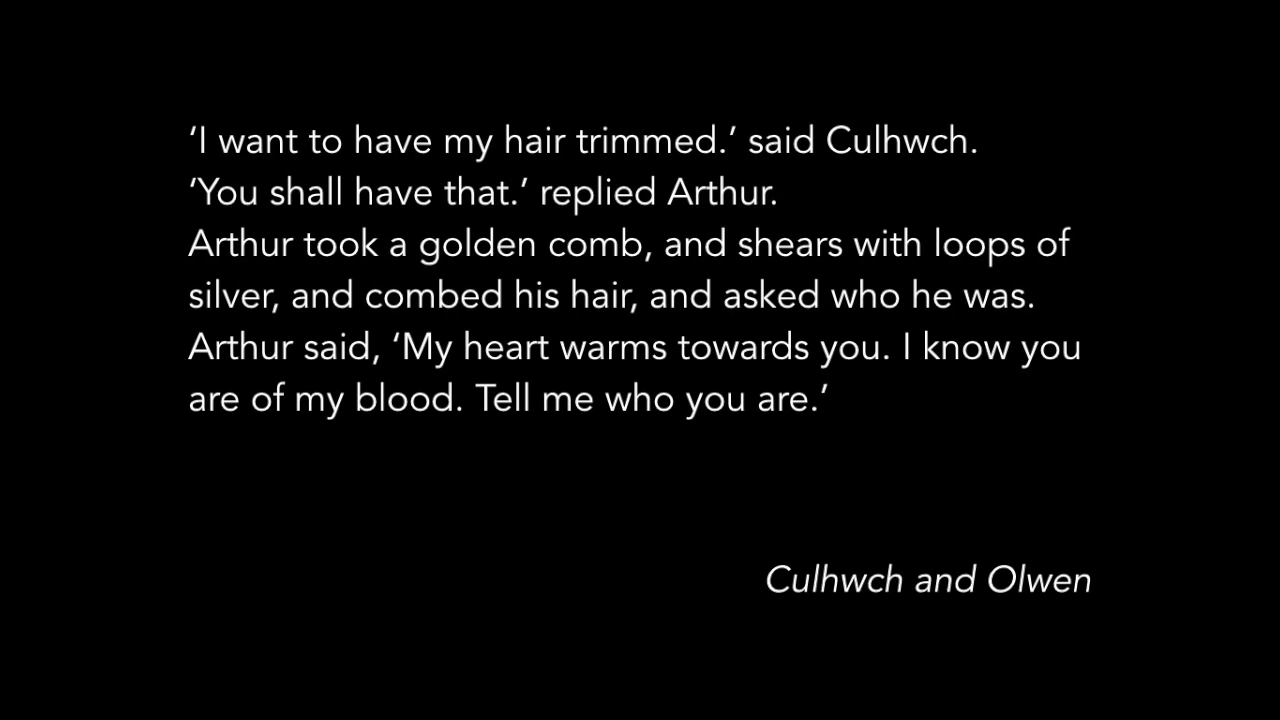 ‘I want to have my hair trimmed.’ said Culhwch.
‘You shall have that.’ replied Arthur.
Arthur took a golden comb, and shears with loops of
silver, and combed his hair, and asked who he was.
Arthur said, ‘My heart warms towards you. I know you
are of my blood. Tell me who you are.’
Culhwch and Olwen